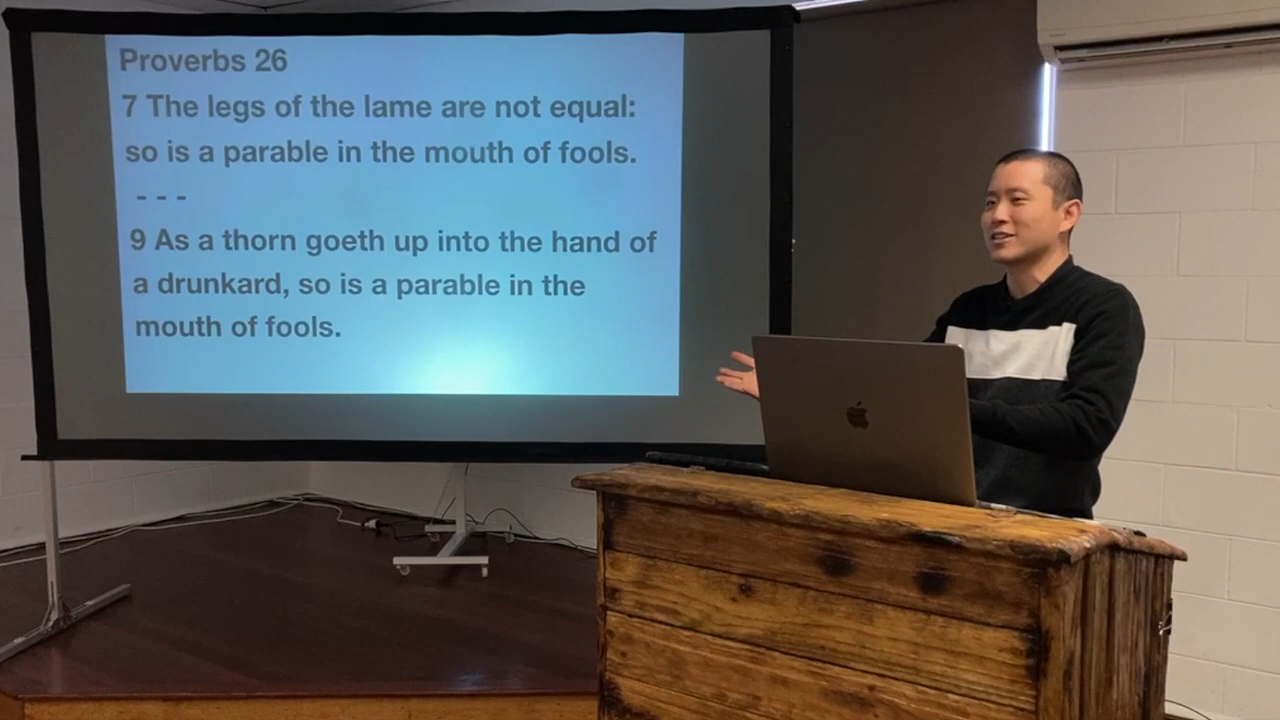 Proverbs 26
7 The legs of the lame are not equal:
so is a parable in the mouth of fools.
- - -
9 As a thorn goeth up into the hand of
a drunkard, so is a parable in the
mouth of fools.